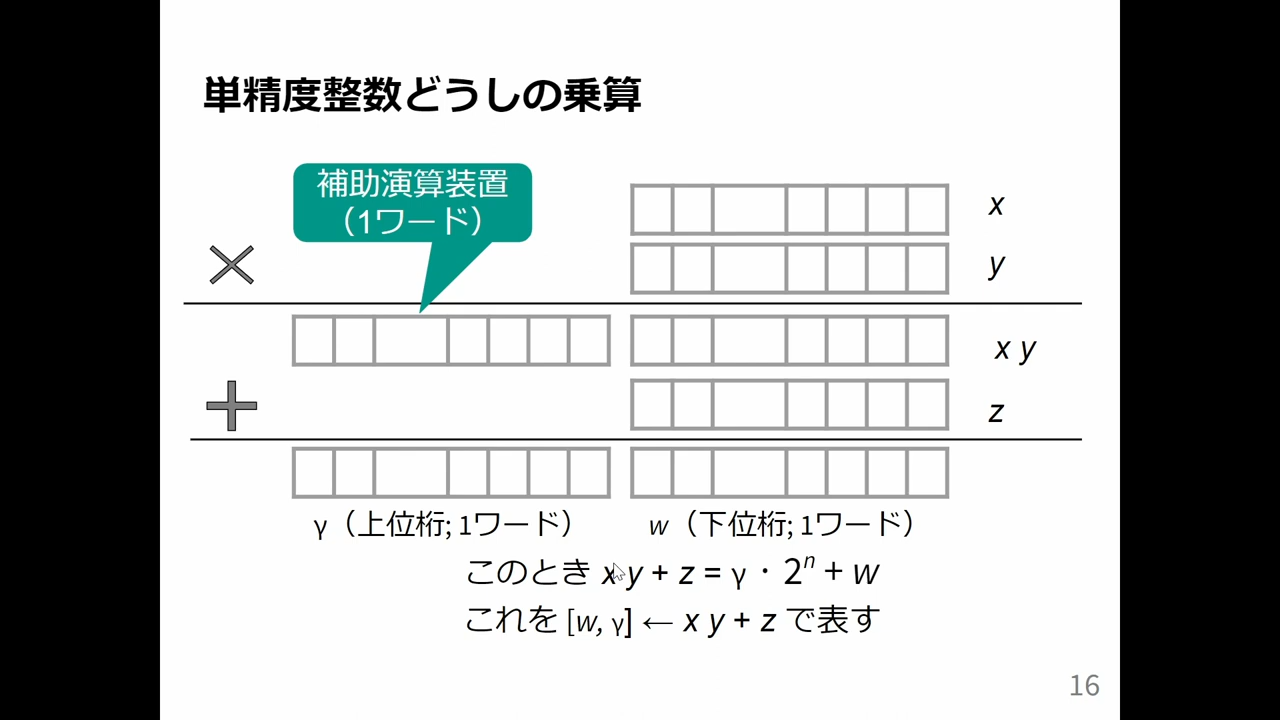 単精度整数どうしの乗算
補助演算装置
（1ワード）
x
y
x y
z
γ（上位桁; 1ワード）
w（下位桁; 1ワード）
このとき x y + z = γ・2ⁿ + w
これを [w, γ] ← x y + z で表す
16